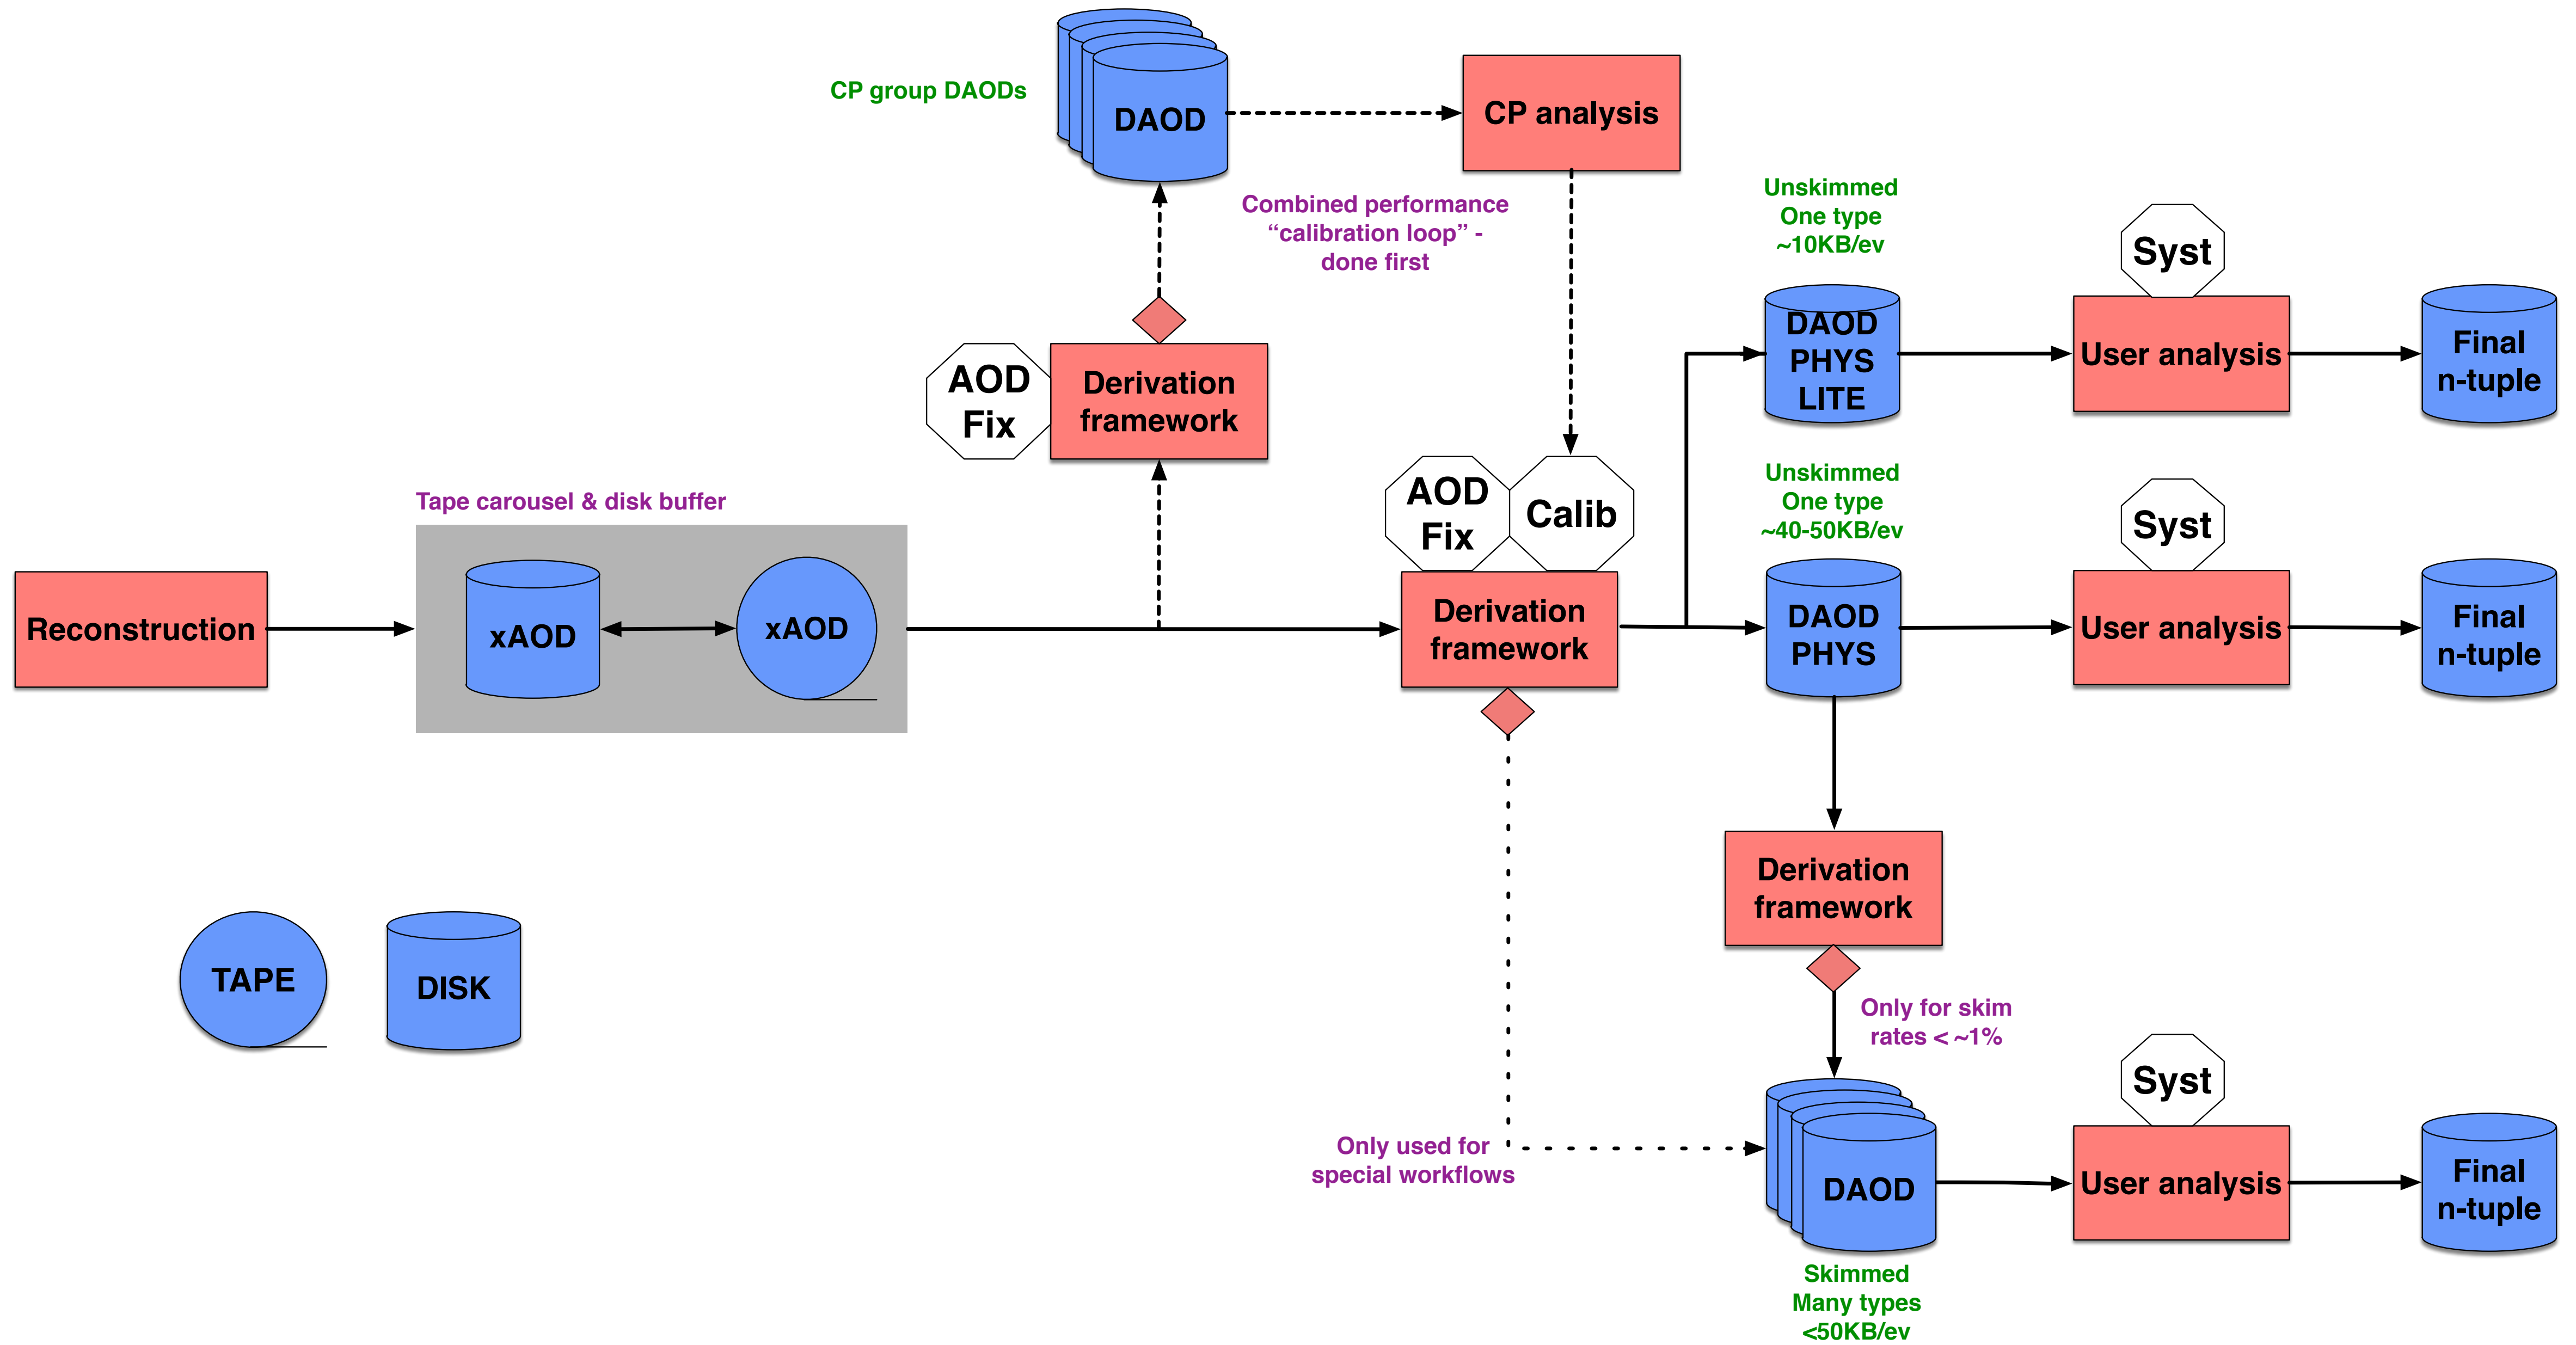 CP group DAODs
DAOD
CP analysis
Combined performance
“calibration loop” -
done first
Unskimmed
One type
~10KB/ev
Syst
DAOD
PHYS
LITE
User analysis
Final
n-tuple
AOD
Fix
Derivation
framework
Tape carousel & disk buffer
AOD
Fix
Calib
Unskimmed
One type
~40-50KB/ev
Syst
Reconstruction
xAOD
xAOD
Derivation
framework
DAOD
PHYS
User analysis
Final
n-tuple
Derivation
framework
TAPE
DISK
Only for skim
rates < ~1%
Only used for
special workflows
Syst
DAOD
User analysis
Final
n-tuple
Skimmed
Many types
<50KB/ev